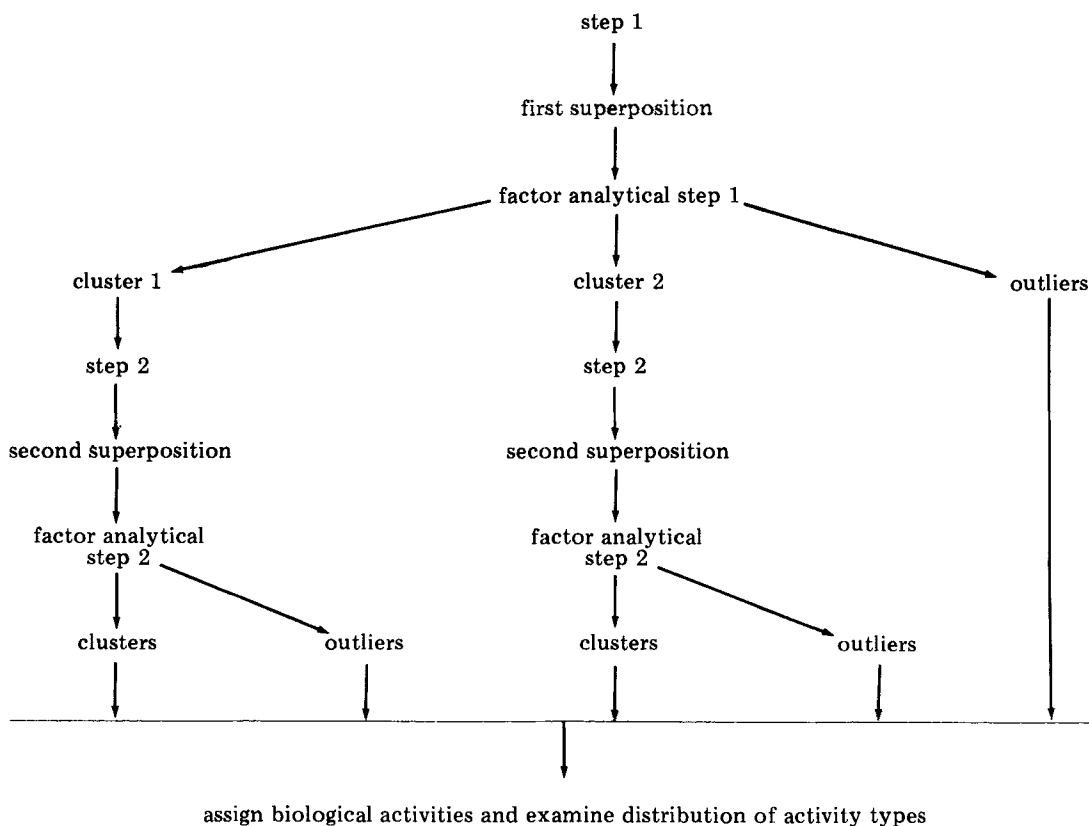 step 1
first superposition
factor analytical step 1
cluster 1
cluster 2
outliers
step 2
step 2
second superposition
second superposition
factor analytical
step 2
factor analytical
step 2
clusters
outliers
clusters
outliers
assign biological activities and examine distribution of activity types